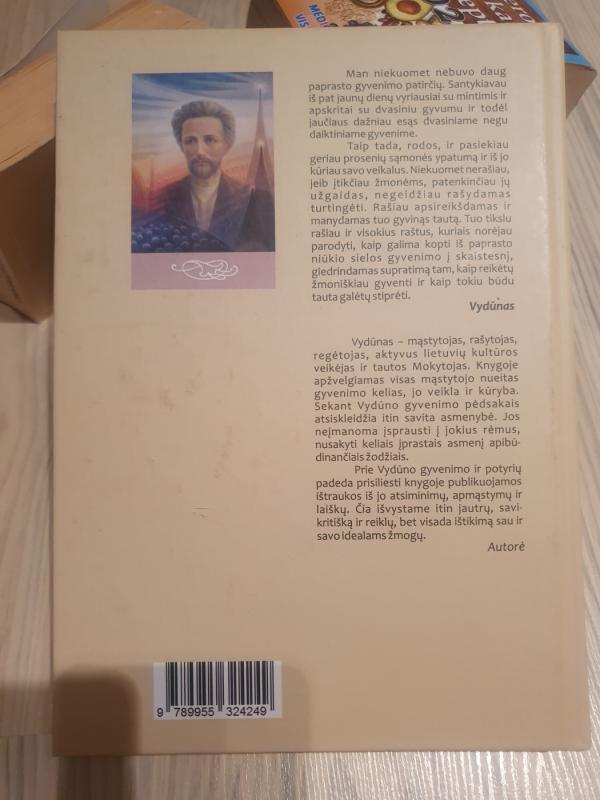 MEDI
VIS
ero
ka
epi
Man niekuomet nebuvo daug
paprasto gyvenimo patirčių. Santykiavau
iš pat jaunų dienų vyriausiai su mintimis ir
apskritai su dvasiniu gyvumu ir todėl
jaučiaus dažniau esąs dvasiniame negu
daiktiniame gyvenime.
Taip tada, rodos, ir pasiekiau
geriau prosenių sąmonės ypatumą ir iš jo
kūriau savo veikalus. Niekuomet nerašiau,
jeib įtikčiau žmonėms, patenkinčiau jų
užgaidas, negeidžiau rašydamas
turtingėti. Rašiau apsireikšdamas ir
manydamas tuo gyvinąs tautą. Tuo tikslu
rašiau ir visokius raštus, kuriais norėjau
parodyti, kaip galima kopti iš paprasto
niūkio sielos gyvenimo į skaistesnį,
giedrindamas supratimą tam, kaip reikėtų
žmoniškiau gyventi ir kaip tokiu būdu
tauta galėtų stiprėti.
Vydūnas
Vydūnas – mąstytojas, rašytojas,
regėtojas, aktyvus lietuvių kultūros
veikėjas ir tautos Mokytojas. Knygoje
apžvelgiamas visas mąstytojo nueitas
gyvenimo kelias, jo veikla ir kūryba.
Sekant Vydūno gyvenimo pėdsakais
atsiskleidžia itin savita asmenybė. Jos
neįmanoma įsprausti į jokius rėmus,
nusakyti keliais įprastais asmenį apibū-
dinančiais žodžiais.
Prie Vydūno gyvenimo ir potyrių
padeda prisiliesti knygoje publikuojamos
ištraukos iš jo atsiminimų, apmąstymų ir
laiškų. Čia išvystame itin jautrų, savi-
kritišką ir reiklų, bet visada ištikimą sau ir
savo idealams žmogų.
Autorė
9 789955 324249